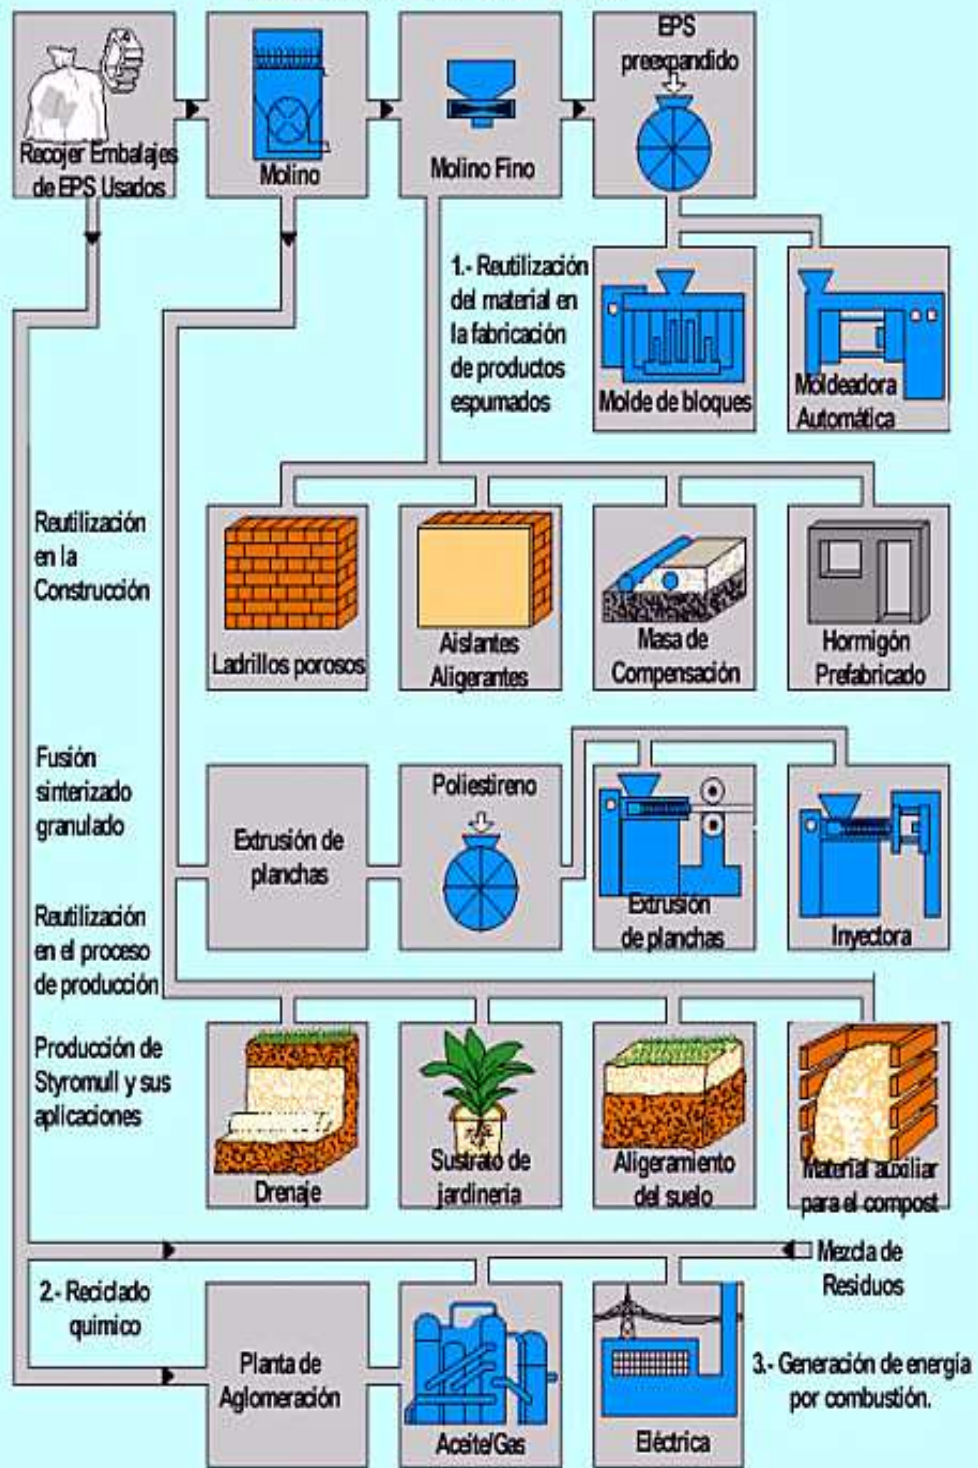 Recojer Embalajes
de EPS Usados
Molino
Molino Fino
EPS
preexpandido
1.- Reutilización
del material en
la fabricación
de productos
espumados
Molde de bloques
Moldeadora
Automática
Reutilización
en la
Construcción
Ladrillos porosos
Aislantes
Aligerantes
Masa de
Compensación
Hormigón
Prefabricado
Fusión
sinterizado
granulado
Extrusión de
planchas
Poliestireno
Extrusión
de planchas
Inyectora
Reutilización
en el proceso
de producción
Producción de
Styromull y sus
aplicaciones
Drenaje
Sustrato de
jardinería
Aligeramiento
del suelo
Material auxiliar
para el compost
Mezcla de
Residuos
2.- Reciclado
quimico
Planta de
Aglomeración
Aceite/Gas
Eléctrica
3.- Generación de energía
por combustión.